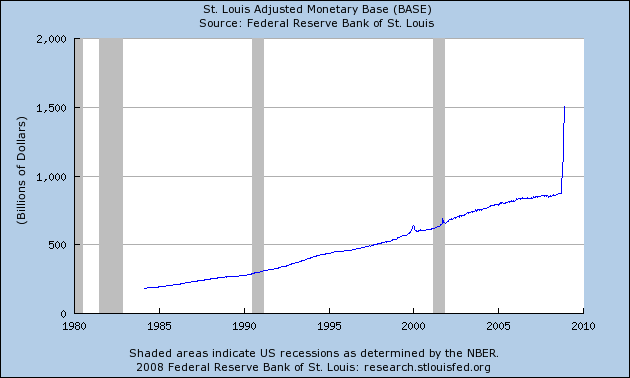 St. Louis Adjusted Monetary Base (BASE)
Source: Federal Reserve Bank of St. Louis
2,000
1,500
1,000
500
0
(Billions of Dollars)
1980 1985 1990 1995 2000 2005 2010
Shaded areas indicate US recessions as determined by the NBER.
2008 Federal Reserve Bank of St. Louis: research.stlouisfed.org